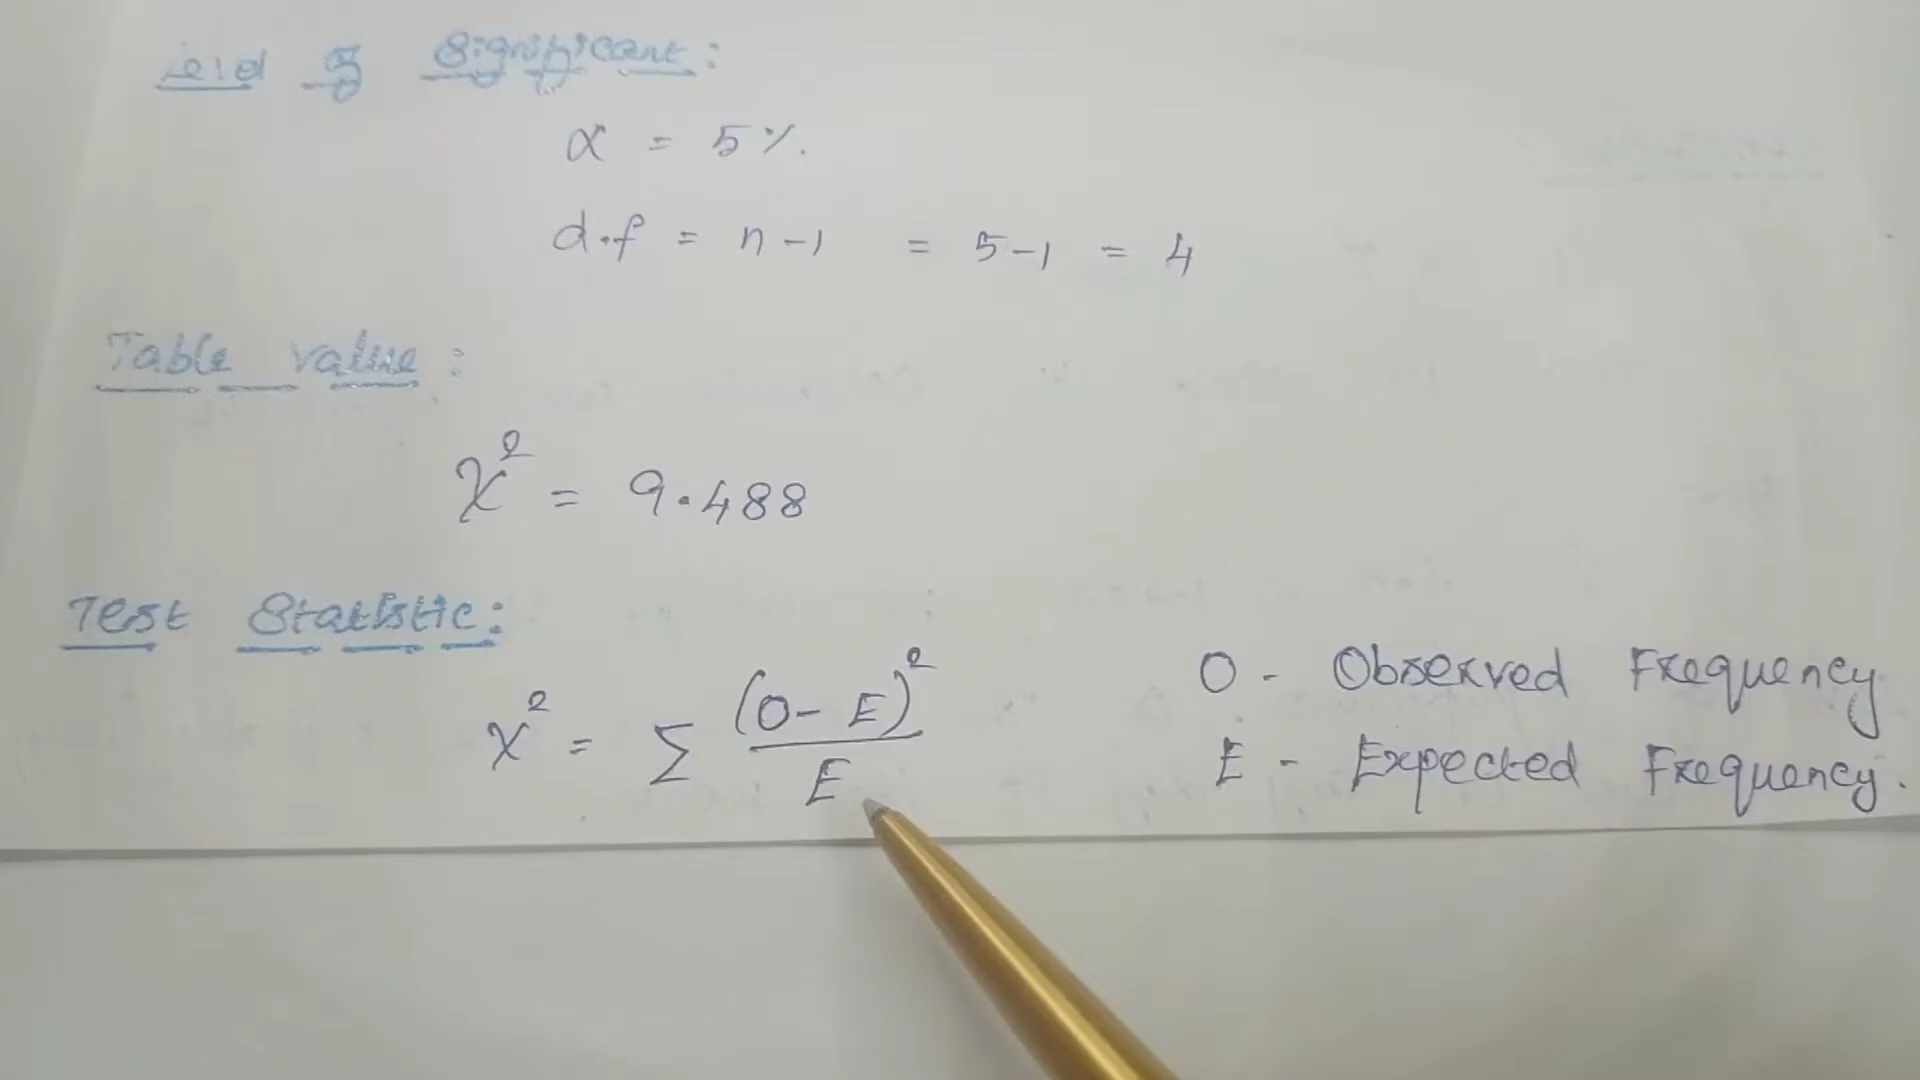 Level of Significant:
α = 5%.
d.f = n-1 = 5-1 = 4
Table value:
χ² = 9.488
Test Statistic:
χ² = Σ (O-E)² / E
O - Observed Frequency
E - Expected Frequency.